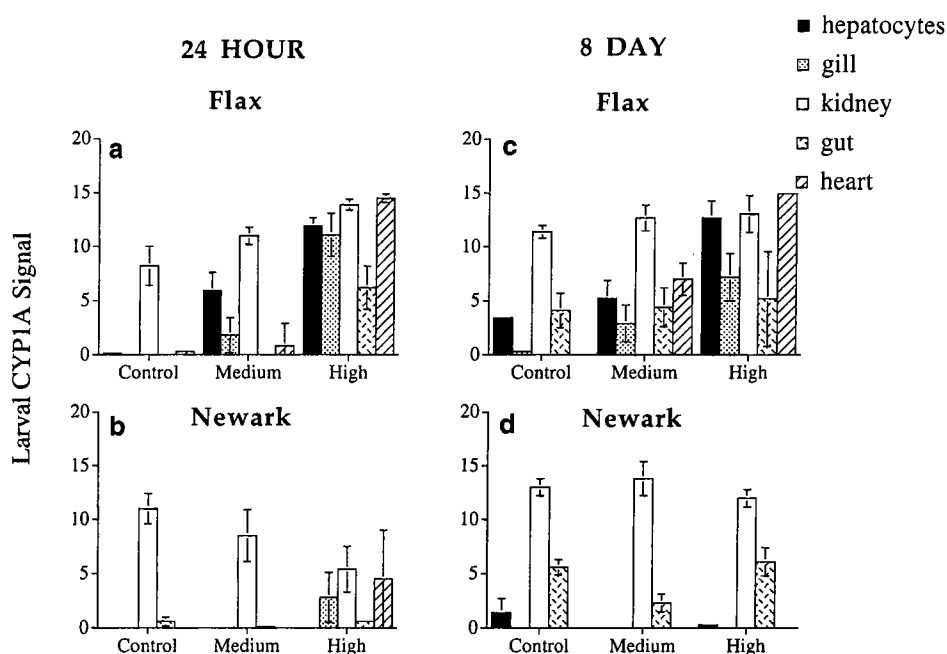 24 HOUR
8 DAY
hepatocytes
gill
kidney
gut
heart
Flax
Flax
Larval CYP1A Signal
a
20
15
10
5
0
Control Medium High
c
20
15
10
5
0
Control Medium High
Newark
Newark
b
20
15
10
5
0
Control Medium High
d
20
15
10
5
0
Control Medium High